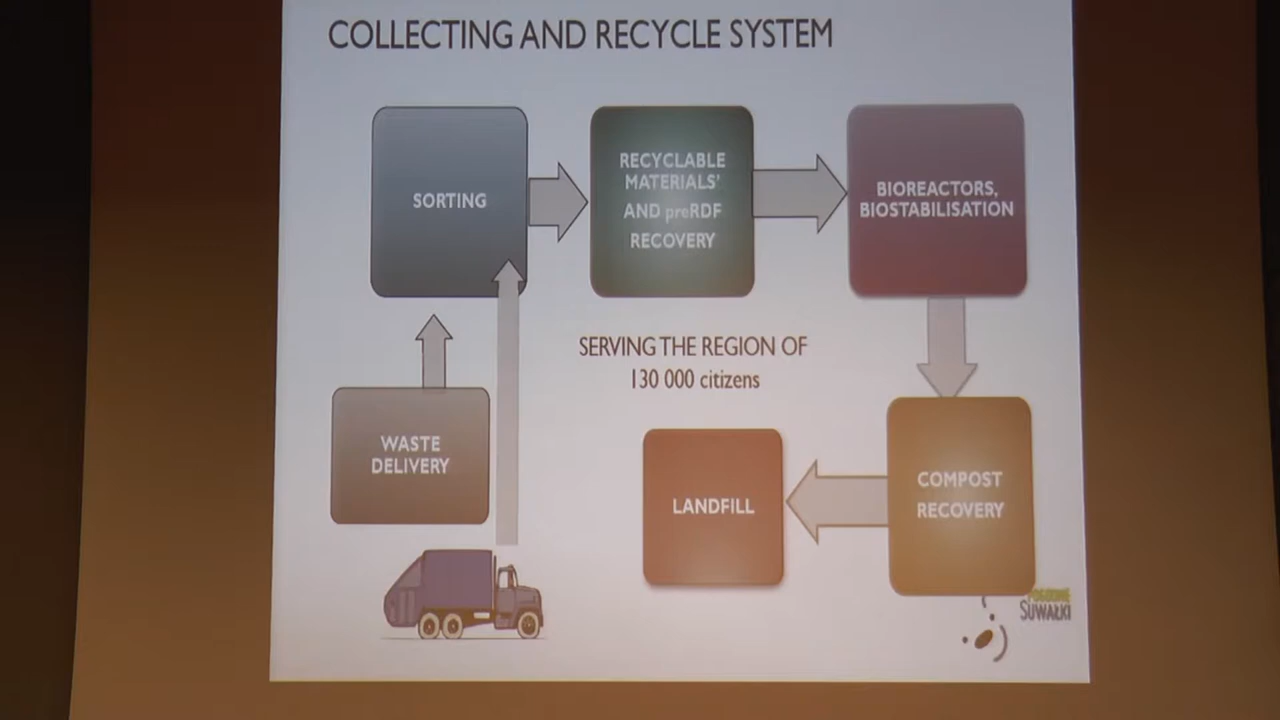 COLLECTING AND RECYCLE SYSTEM
SORTING
RECYCLABLE
MATERIALS'
AND preRDF
RECOVERY
BIOREACTORS,
BIOSTABILISATION
SERVING THE REGION OF
130 000 citizens
WASTE
DELIVERY
LANDFILL
COMPOST
RECOVERY
SUWAŁKI